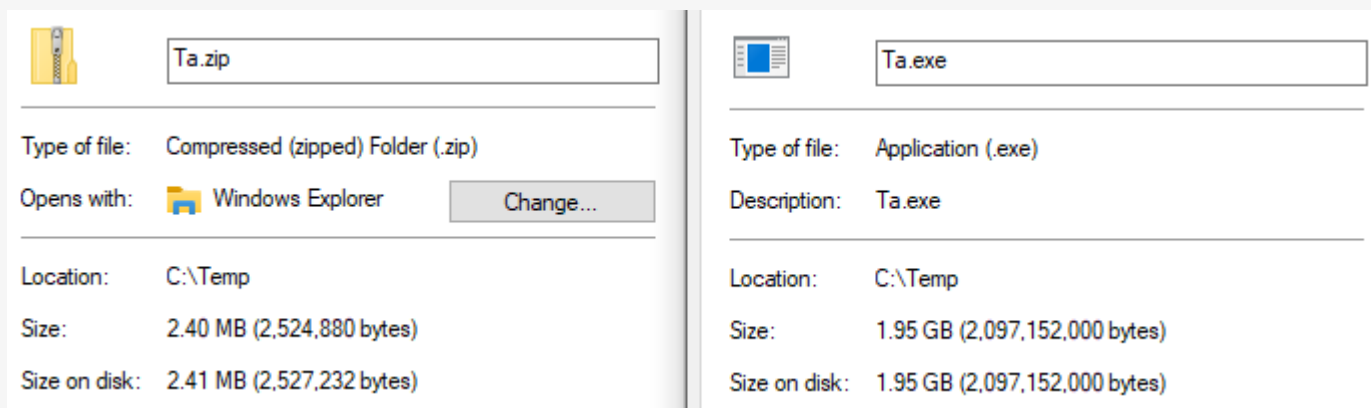 Ta.zip
Type of file: Compressed (zipped) Folder (.zip)
Opens with: Windows Explorer Change...
Location: C:\Temp
Size: 2.40 MB (2,524,880 bytes)
Size on disk: 2.41 MB (2,527,232 bytes)
Ta.exe
Type of file: Application (.exe)
Description: Ta.exe
Location: C:\Temp
Size: 1.95 GB (2,097,152,000 bytes)
Size on disk: 1.95 GB (2,097,152,000 bytes)